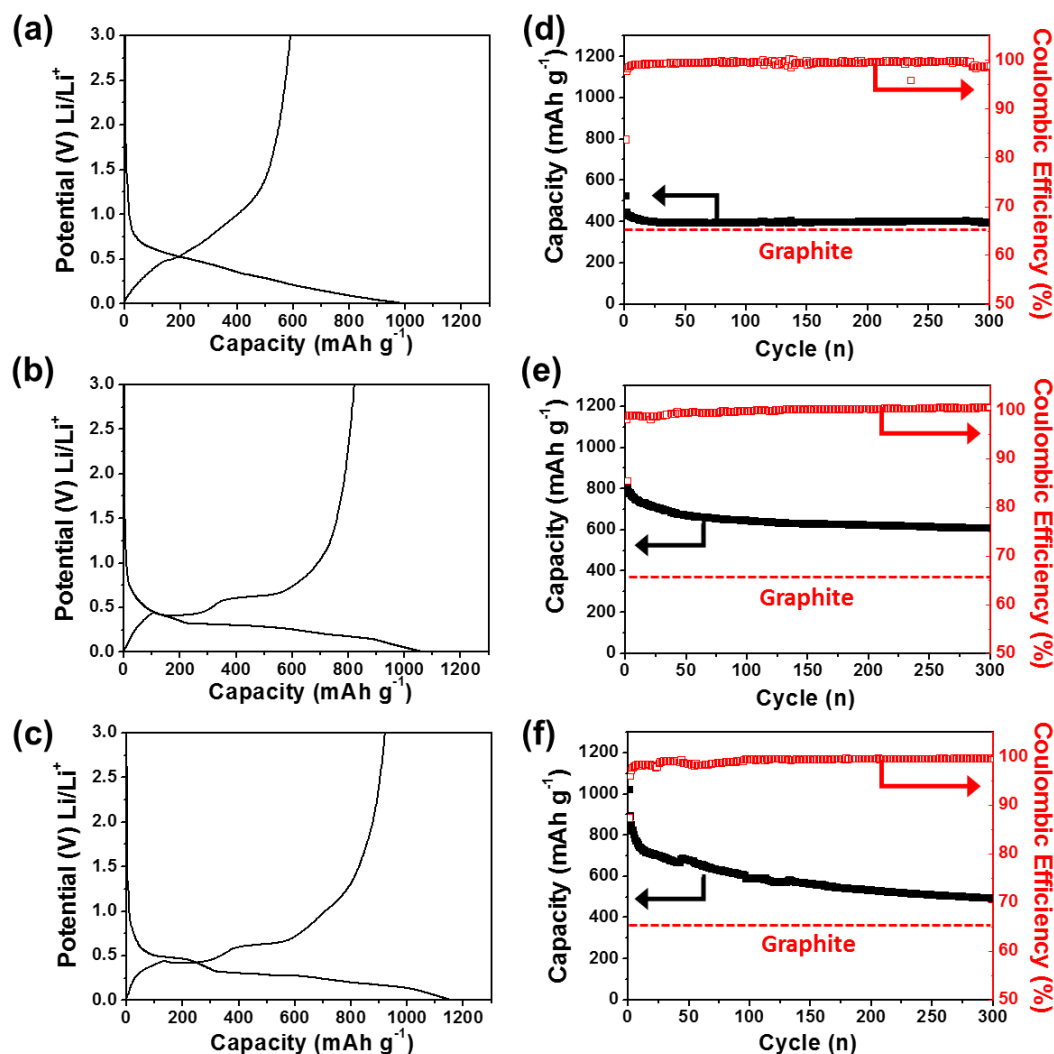 (a)
3.0
2.5
2.0
1.5
1.0
0.5
0.0
Potential (V) Li/Li⁺
0 200 400 600 800 1000 1200
Capacity (mAh g⁻¹)
(d)
1200
1000
800
600
400
200
0
Capacity (mAh g⁻¹)
Graphite
100
90
80
70
60
50
Coulombic Efficiency (%)
0 50 100 150 200 250 300
Cycle (n)
(b)
3.0
2.5
2.0
1.5
1.0
0.5
0.0
Potential (V) Li/Li⁺
0 200 400 600 800 1000 1200
Capacity (mAh g⁻¹)
(e)
1200
1000
800
600
400
200
0
Capacity (mAh g⁻¹)
Graphite
100
90
80
70
60
50
Coulombic Efficiency (%)
0 50 100 150 200 250 300
Cycle (n)
(c)
3.0
2.5
2.0
1.5
1.0
0.5
0.0
Potential (V) Li/Li⁺
0 200 400 600 800 1000 1200
Capacity (mAh g⁻¹)
(f)
1200
1000
800
600
400
200
0
Capacity (mAh g⁻¹)
Graphite
100
90
80
70
60
50
Coulombic Efficiency (%)
0 50 100 150 200 250 300
Cycle (n)